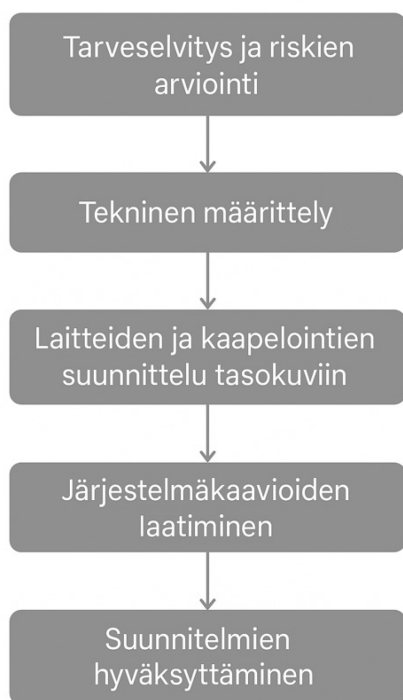 Tarveselvitys ja riskien
arviointi
Tekninen määrittely
Laitteiden ja kaapelointien
suunnittelu tasokuviin
Järjestelmäkaavioiden
laatiminen
Suunnitelmien
hyväksyttäminen